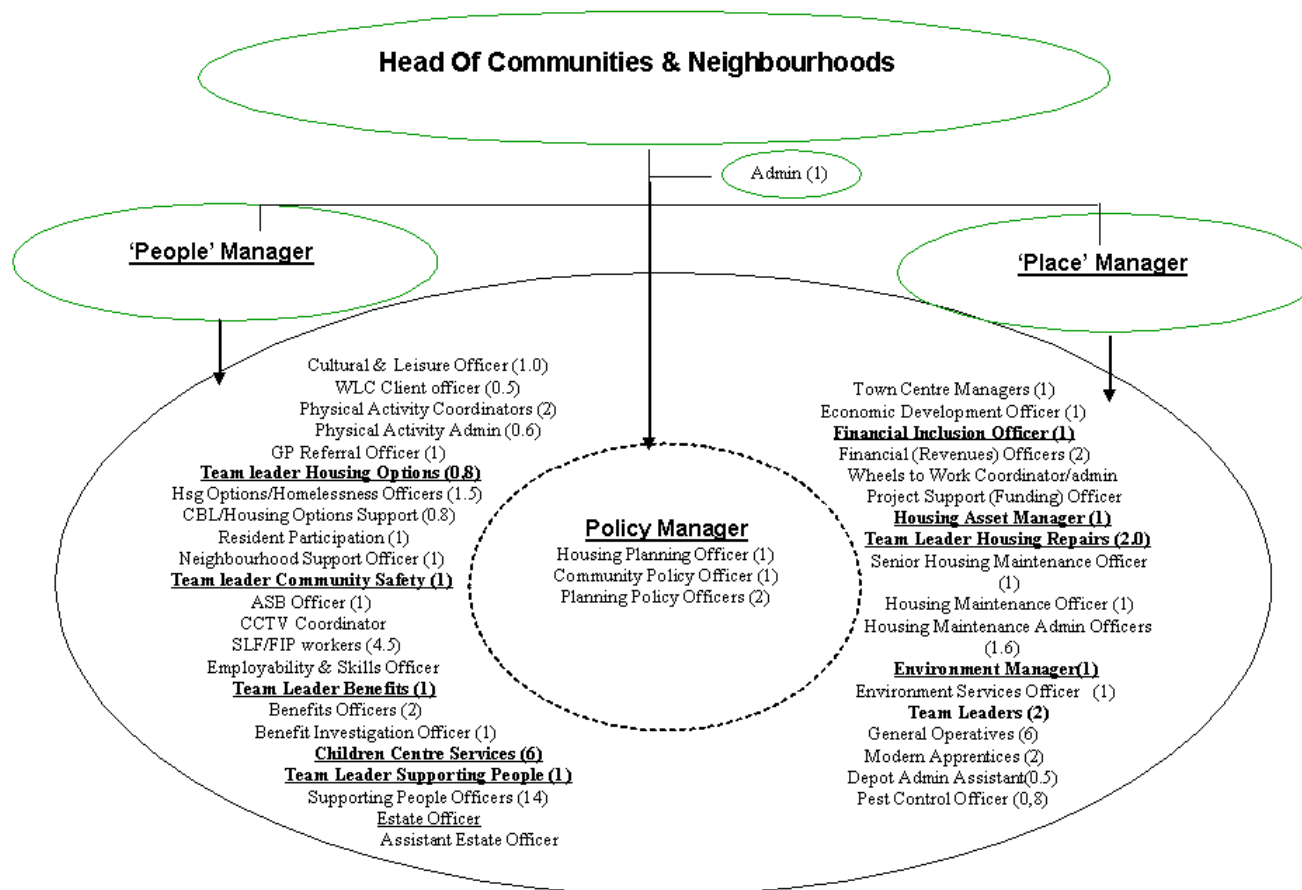 Head Of Communities & Neighbourhoods
Admin (1)
‘People’ Manager
‘Place’ Manager
Cultural & Leisure Officer (1.0)
WLC Client officer (0.5)
Physical Activity Coordinators (2)
Physical Activity Admin (0.6)
GP Referral Officer (1)
Team leader Housing Options (0,8)
Hsg Options/Homelessness Officers (1.5)
CBL/Housing Options Support (0.8)
Resident Participation (1)
Neighbourhood Support Officer (1)
Team leader Community Safety (1)
ASB Officer (1)
CCTV Coordinator
SLF/FIP workers (4.5)
Employability & Skills Officer
Team Leader Benefits (1)
Benefits Officers (2)
Benefit Investigation Officer (1)
Children Centre Services (6)
Team Leader Supporting People (1)
Supporting People Officers (14)
Estate Officer
Assistant Estate Officer
Policy Manager
Housing Planning Officer (1)
Community Policy Officer (1)
Planning Policy Officers (2)
Town Centre Managers (1)
Economic Development Officer (1)
Financial Inclusion Officer (1)
Financial (Revenues) Officers (2)
Wheels to Work Coordinator/admin
Project Support (Funding) Officer
Housing Asset Manager (1)
Team Leader Housing Repairs (2.0)
Senior Housing Maintenance Officer
(1)
Housing Maintenance Officer (1)
Housing Maintenance Admin Officers
(1.6)
Environment Manager(1)
Environment Services Officer (1)
Team Leaders (2)
General Operatives (6)
Modern Apprentices (2)
Depot Admin Assistant(0.5)
Pest Control Officer (0,8)